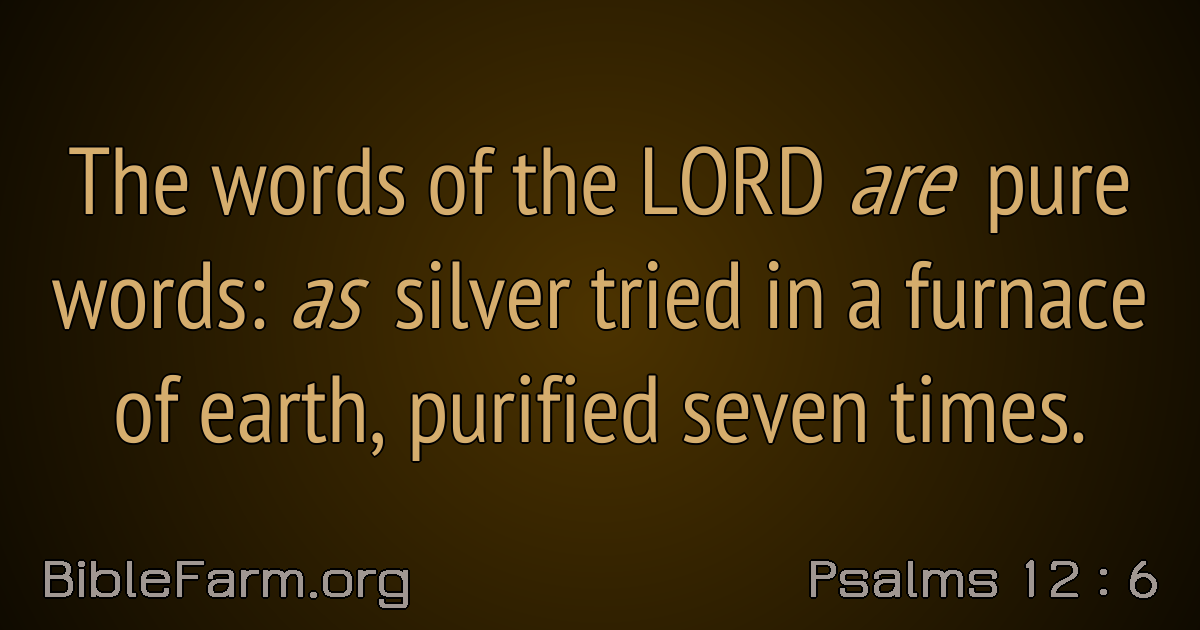 The words of the LORD are pure
words: as silver tried in a furnace
of earth, purified seven times.
BibleFarm.org
Psalms 12 : 6